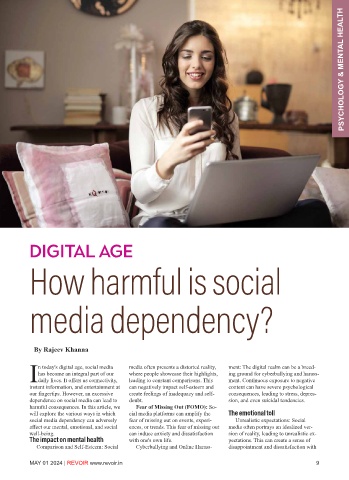 PSYCHOLOGY & MENTAL HEALTH
DIGITAL AGE
How harmful is social
media dependency?
By Rajeev Khanna
In today's digital age, social media
has become an integral part of our
daily lives. It offers us connectivity,
instant information, and entertainment at
our fingertips. However, an excessive
dependence on social media can lead to
harmful consequences. In this article, we
will explore the various ways in which
social media dependency can adversely
affect our mental, emotional, and social
well-being.
The impact on mental health
Comparison and Self-Esteem: Social
media often presents a distorted reality,
where people showcase their highlights,
leading to constant comparisons. This
can negatively impact self-esteem and
create feelings of inadequacy and self-
doubt.
Fear of Missing Out (FOMO): So-
cial media platforms can amplify the
fear of missing out on events, experi-
ences, or trends. This fear of missing out
can induce anxiety and dissatisfaction
with one's own life.
Cyberbullying and Online Harass-
ment: The digital realm can be a breed-
ing ground for cyberbullying and harass-
ment. Continuous exposure to negative
content can have severe psychological
consequences, leading to stress, depres-
sion, and even suicidal tendencies.
The emotional toll
Unrealistic expectations: Social
media often portrays an idealized ver-
sion of reality, leading to unrealistic ex-
pectations. This can create a sense of
disappointment and dissatisfaction with
MAY 01 2024 | REVOIR www.revoir.in
9